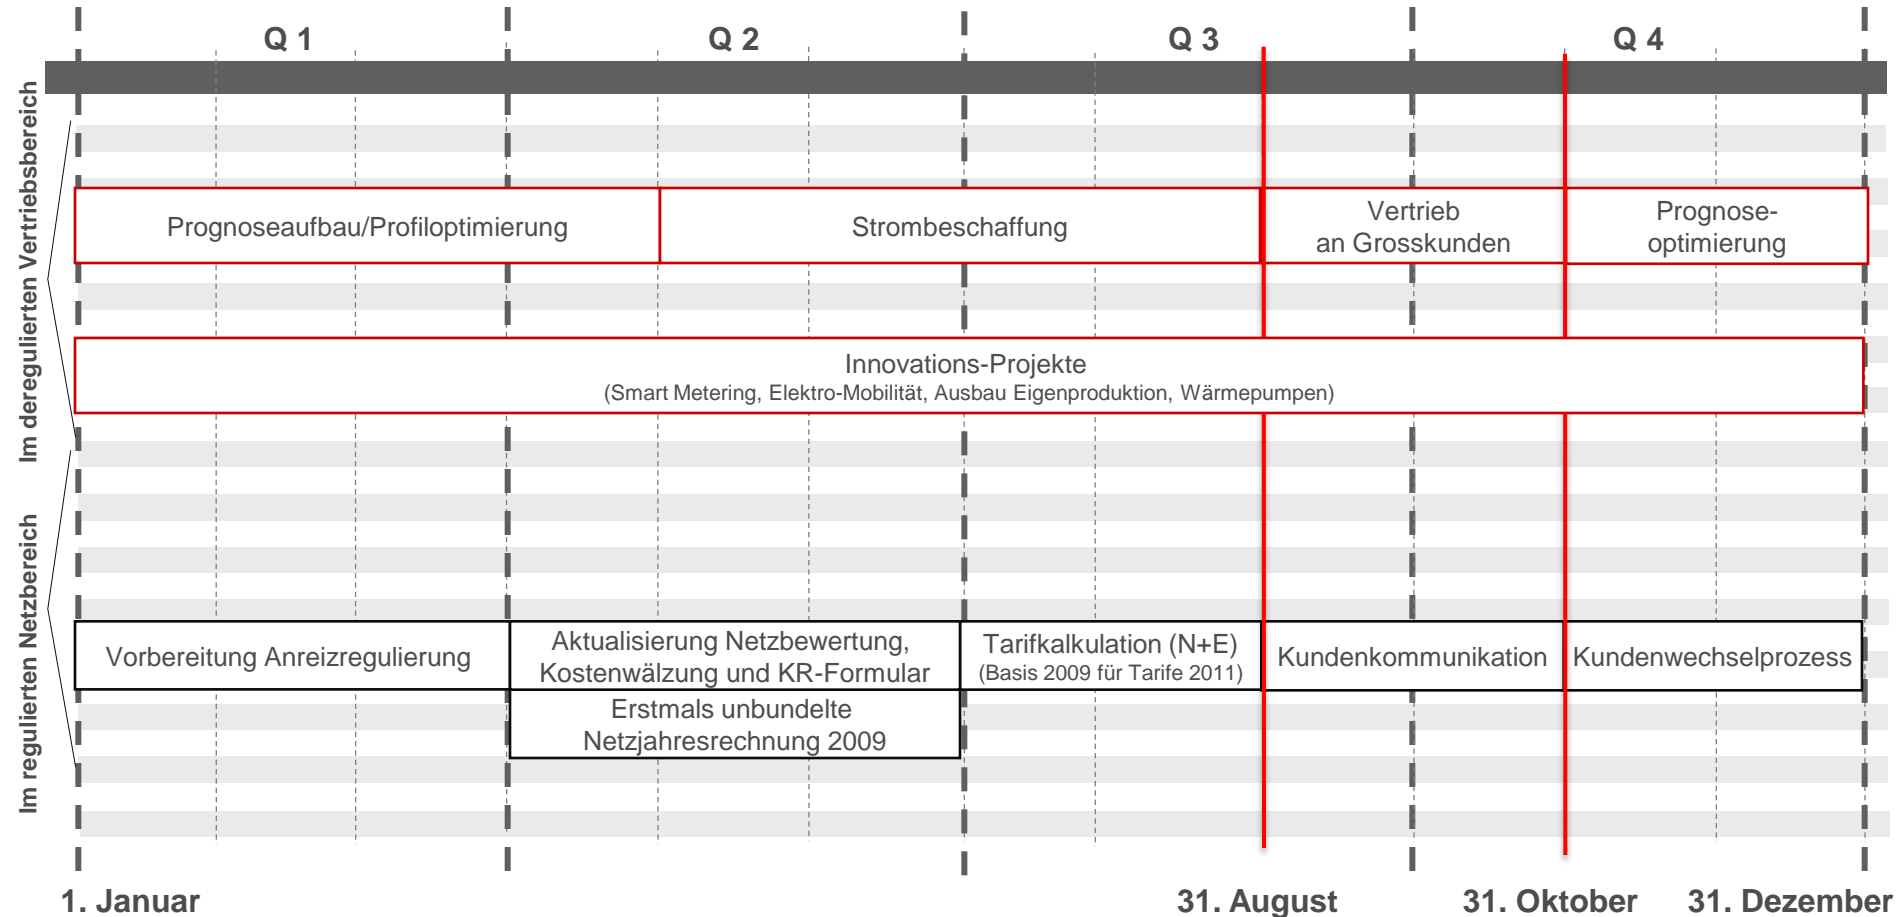 Q 1
Q 2
Q 3
Q 4
Im deregulierten Vertriebsbereich
Prognoseaufbau/Profiloptimierung
Strombeschaffung
Vertrieb
an Grosskunden
Prognose-
optimierung
Innovations-Projekte
(Smart Metering, Elektro-Mobilität, Ausbau Eigenproduktion, Wärmepumpen)
Im regulierten Netzbereich
Vorbereitung Anreizregulierung
Aktualisierung Netzbewertung,
Kostenwälzung und KR-Formular
Tarifkalkulation (N+E)
(Basis 2009 für Tarife 2011)
Kundenkommunikation
Kundenwechselprozess
Erstmals unbundelte
Netzjahresrechnung 2009
1. Januar
31. August
31. Oktober
31. Dezember